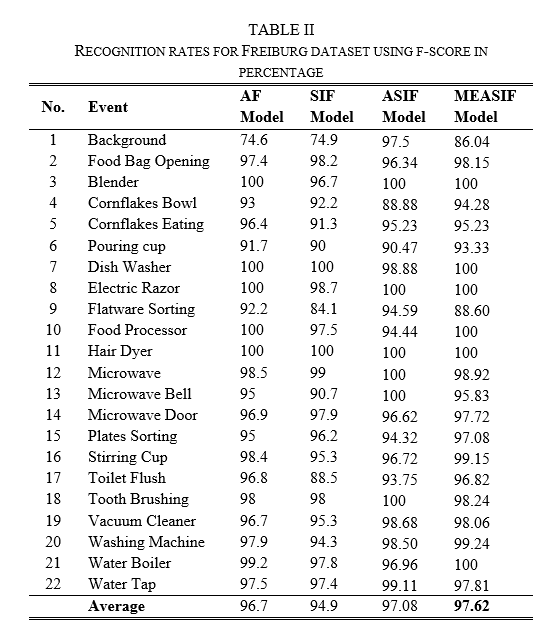 TABLE II
RECOGNITION RATES FOR FREIBURG DATASET USING F-SCORE IN
PERCENTAGE
No. Event AF Model SIF Model ASIF Model MEASIF Model
1 Background 74.6 74.9 97.5 86.04
2 Food Bag Opening 97.4 98.2 96.34 98.15
3 Blender 100 96.7 100 100
4 Cornflakes Bowl 93 92.2 88.88 94.28
5 Cornflakes Eating 96.4 91.3 95.23 95.23
6 Pouring cup 91.7 90 90.47 93.33
7 Dish Washer 100 100 98.88 100
8 Electric Razor 100 98.7 100 100
9 Flatware Sorting 92.2 84.1 94.59 88.60
10 Food Processor 100 97.5 94.44 100
11 Hair Dyer 100 100 100 100
12 Microwave 98.5 99 100 98.92
13 Microwave Bell 95 90.7 100 95.83
14 Microwave Door 96.9 97.9 96.62 97.72
15 Plates Sorting 95 96.2 94.32 97.08
16 Stirring Cup 98.4 95.3 96.72 99.15
17 Toilet Flush 96.8 88.5 93.75 96.82
18 Tooth Brushing 98 98 100 98.24
19 Vacuum Cleaner 96.7 95.3 98.68 98.06
20 Washing Machine 97.9 94.3 98.50 99.24
21 Water Boiler 99.2 97.8 96.96 100
22 Water Tap 97.5 97.4 99.11 97.81
Average 96.7 94.9 97.08 97.62